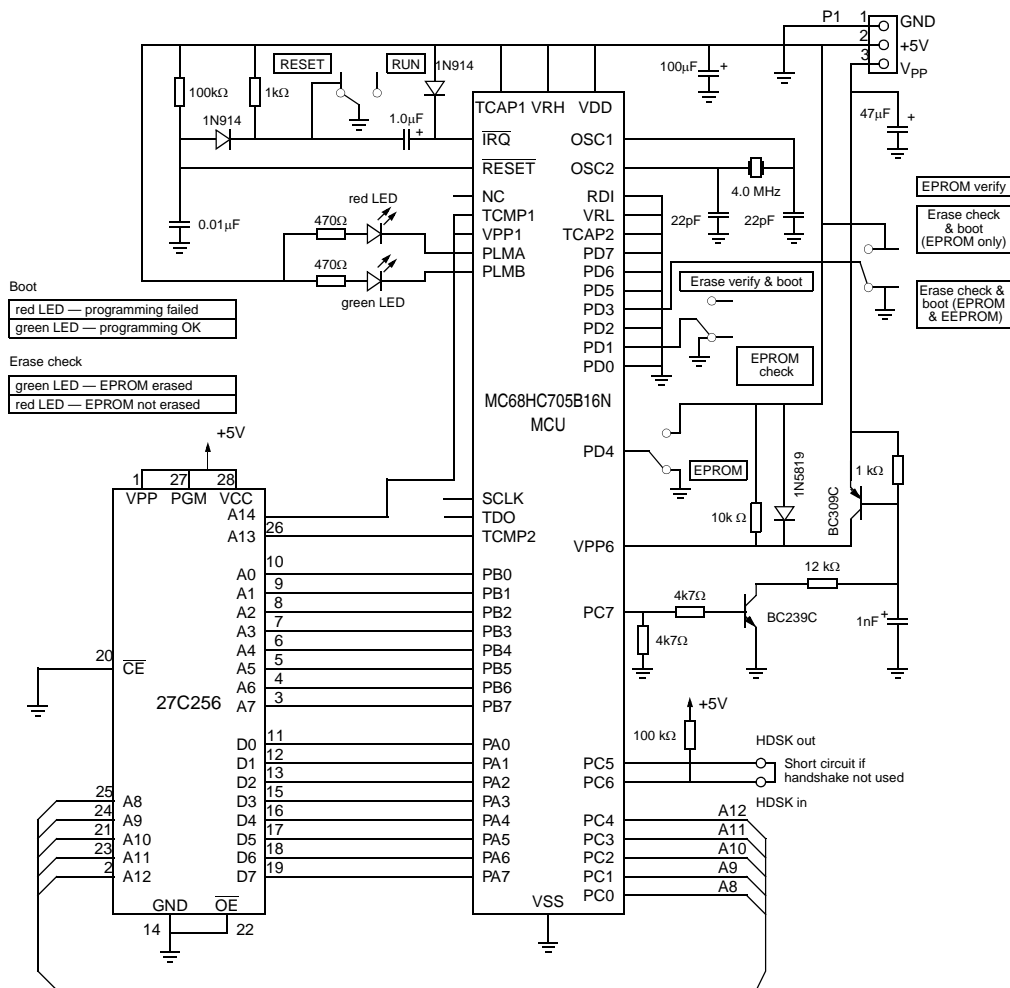 P1
1
GND
2
+5V
3
VPP
RESET
RUN
1N914
100µF
+
47µF
+
100kΩ
1kΩ
TCAP1
VRH
VDD
1N914
1.0µF
+
IRQ
OSC1
RESET
OSC2
4.0 MHz
EPROM verify
NC
RDI
red LED
TCMP1
VRL
22pF
22pF
Erase check
& boot
(EPROM only)
0.01µF
470Ω
VPP1
TCAP2
PLMA
PD7
470Ω
PLMB
PD6
Erase verify & boot
green LED
PD5
Boot
PD3
Erase check &
boot (EPROM
& EEPROM)
red LED — programming failed
PD2
green LED — programming OK
PD1
Erase check
PD0
EPROM
check
green LED — EPROM erased
red LED — EPROM not erased
MC68HC705B16N
MCU
+5V
PD4
EPROM
1N5819
1 kΩ
BC309C
1
27
28
VPP
PGM
VCC
SCLK
A14
TDO
10k Ω
A13
26
TCMP2
VPP6
12 kΩ
A0
10
PB0
A1
9
PB1
A2
8
PB2
PC7
4k7Ω
BC239C
1nF
+
A3
7
PB3
4k7Ω
A4
6
PB4
20
CE
A5
5
PB5
A6
4
PB6
27C256
A7
3
PB7
+5V
D0
11
PA0
100 kΩ
HDSK out
D1
12
PA1
PC5
Short circuit if
handshake not used
D2
13
PA2
PC6
25
A8
D3
15
PA3
HDSK in
24
A9
D4
16
PA4
PC4
A12
21
A10
D5
17
PA5
PC3
A11
23
A11
D6
18
PA6
PC2
A10
2
A12
D7
19
PA7
PC1
A9
PC0
A8
GND
OE
VSS
14
22